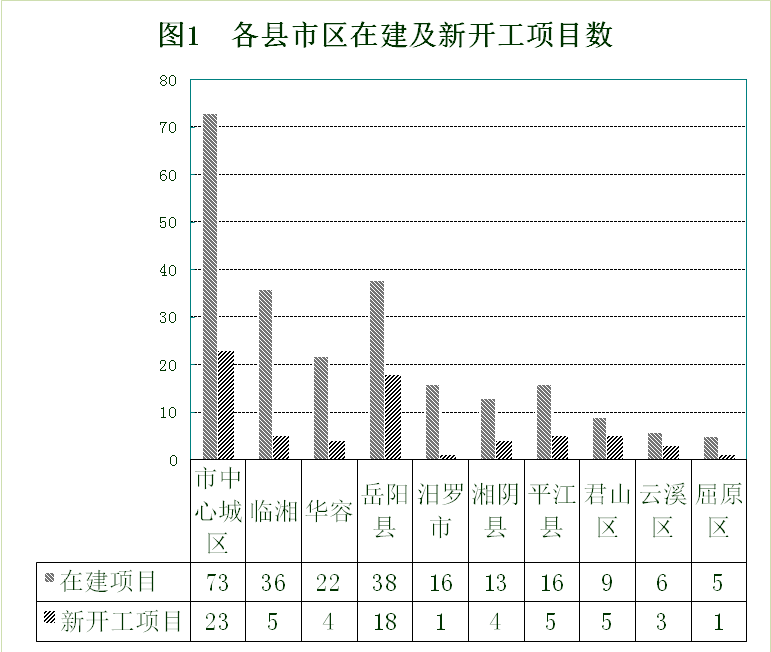 图1 各县市区在建及新开工项目数
80
70
60
50
40
30
20
10
0
市中心城区 临湘 华容 岳阳县 汨罗市 湘阴县 平江县 君山区 云溪区 屈原区
在建项目 73 36 22 38 16 13 16 9 6 5
新开工项目 23 5 4 18 1 4 5 5 3 1